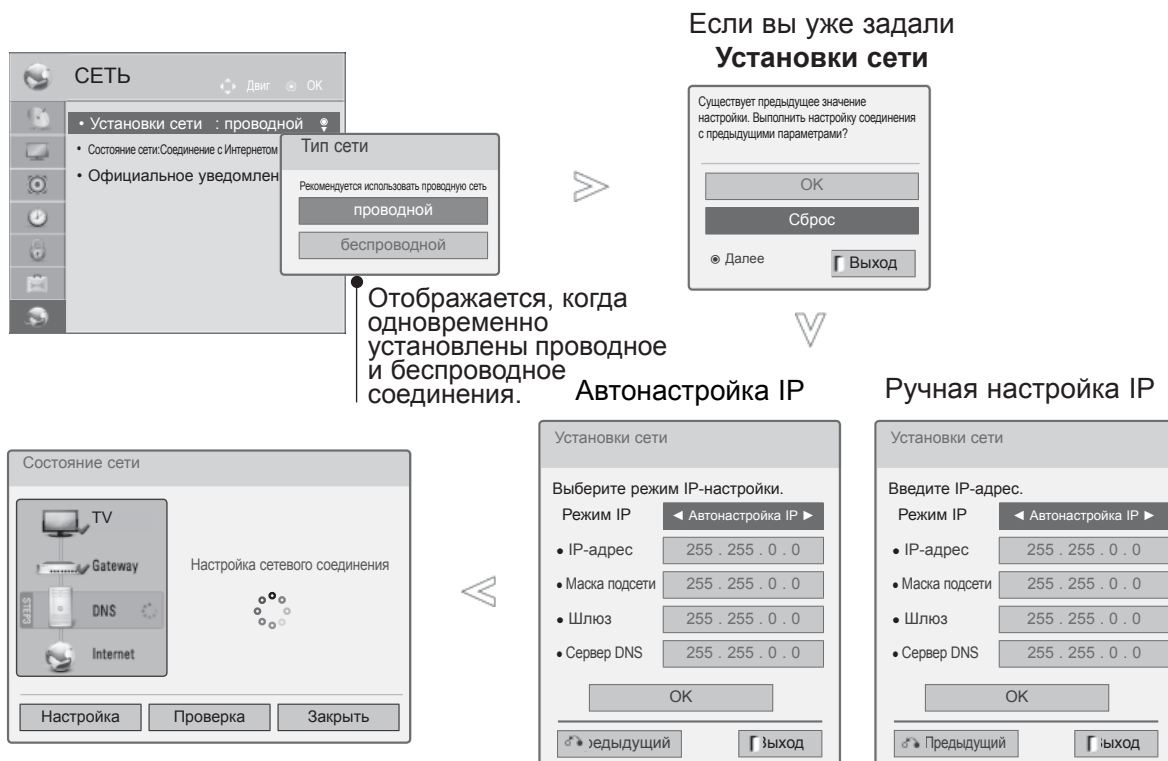 Если вы уже задали
Установки сети
СЕТЬ
Двиг OK
• Установки сети : проводной
• Состояние сети:Соединение с Интернетом
• Официальное уведомлен
Тип сети
Рекомендуется использовать проводную сеть
проводной
беспроводной
Отображается, когда
одновременно
установлены проводное
и беспроводное
соединения.
Существует предыдущее значение
настройки. Выполнить настройку соединения
с предыдущими параметрами?
OK
Сброс
Далее
Выход
Автонастройка IP
Установки сети
Выберите режим IP-настройки.
Режим IP ◄ Автонастройка IP ►
• IP-адрес 255 . 255 . 0 . 0
• Маска подсети 255 . 255 . 0 . 0
• Шлюз 255 . 255 . 0 . 0
• Сервер DNS 255 . 255 . 0 . 0
OK
редыдущий
Выход
Ручная настройка IP
Установки сети
Введите IP-адрес.
Режим IP ◄ Автонастройка IP ►
• IP-адрес 255 . 255 . 0 . 0
• Маска подсети 255 . 255 . 0 . 0
• Шлюз 255 . 255 . 0 . 0
• Сервер DNS 255 . 255 . 0 . 0
OK
Предыдущий
Выход
Состояние сети
TV
Gateway
STEP3
DNS
Internet
Настройка сетевого соединения
Настройка
Проверка
Закрыть